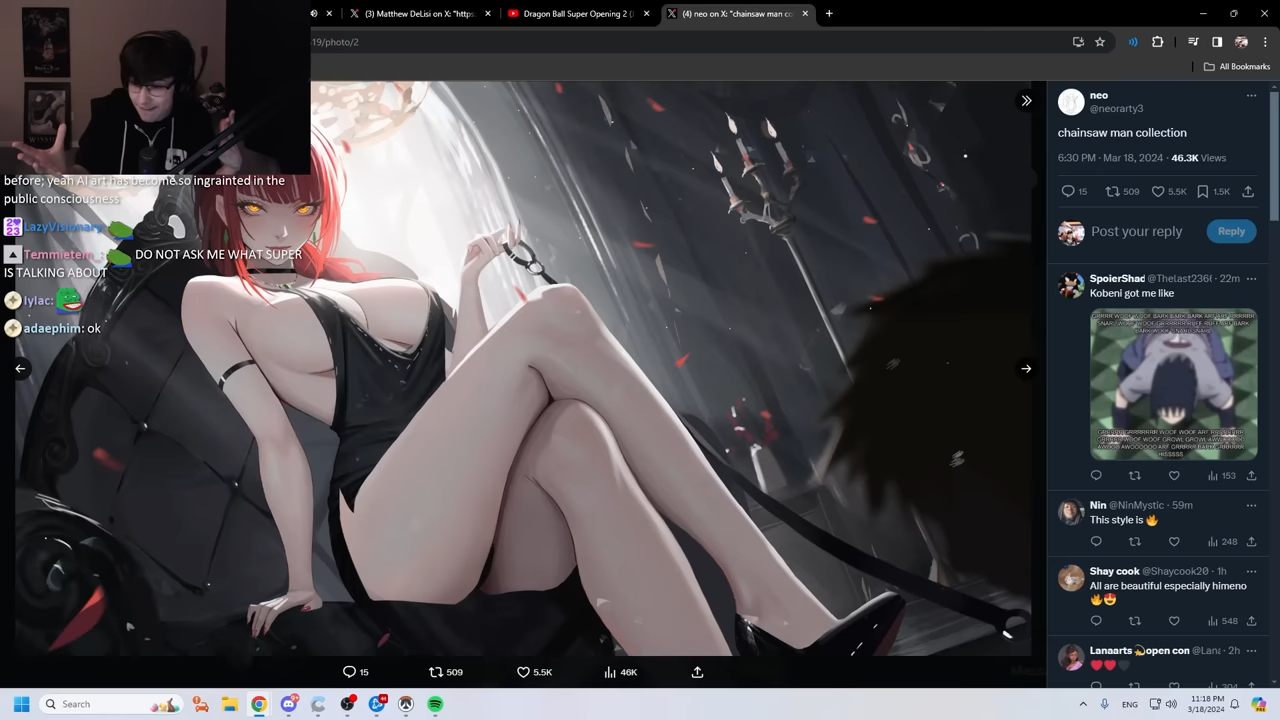 (3) Matthew DeLisi on X: "https:
Dragon Ball Super Opening 2 (
(4) neo on X: "chainsaw man co
19/photo/2
All Bookmarks
before; yeah AI art has become so ingrainted in the
public consciousness
LazyVisionary:
DO NOT ASK ME WHAT SUPER
IS TALKING ABOUT
lylac:
adaephim: ok
neo
@neorarty3
chainsaw man collection
6:30 PM · Mar 18, 2024 · 46.3K Views
15
509
5.5K
1.5K
Post your reply
Reply
SpoierShad @Thelast236 · 22m
Kobeni got me like
153
Nin @NinMystic · 59m
This style is
248
Shay cook @Shaycook20 · 1h
All are beautiful especially himeno
548
Lanaarts open con @Lana · 2h
15
509
5.5K
46K
Search
ENG
11:18 PM
3/18/2024